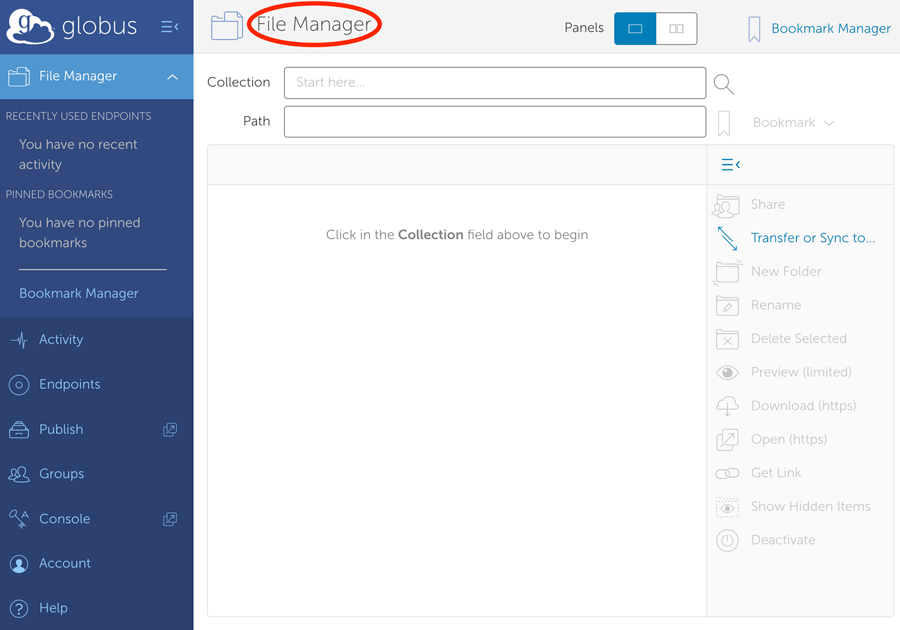 globus
File Manager
RECENTLY USED ENDPOINTS
You have no recent
activity
PINNED BOOKMARKS
You have no pinned
bookmarks
Bookmark Manager
Activity
Endpoints
Publish
Groups
Console
Account
Help
File Manager
Panels
Bookmark Manager
Collection
Start here...
Path
Bookmark
Click in the Collection field above to begin
Share
Transfer or Sync to...
New Folder
Rename
Delete Selected
Preview (limited)
Download (https)
Open (https)
Get Link
Show Hidden Items
Deactivate